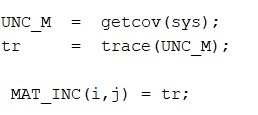 UNC_M = getcov(sys);
tr = trace(UNC_M);
MAT_INC(i,j) = tr;